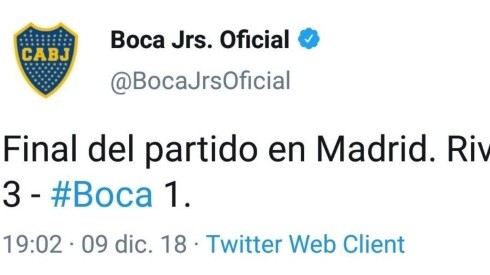 CABJ
Boca Jrs. Oficial
@BocaJrsOficial
Final del partido en Madrid. Riv
3 - #Boca 1.
19:02 · 09 dic. 18 · Twitter Web Client